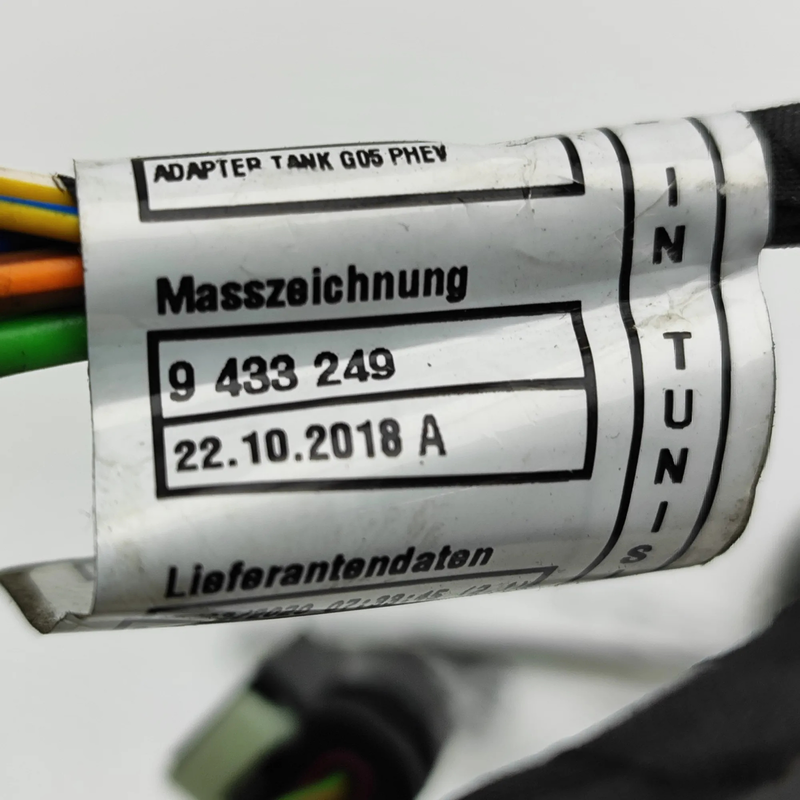 ADAPTER TANK G05 PHEV
Masszeichnung
9 433 249
22.10.2018 A
Lieferantendaten
IN TUNIS